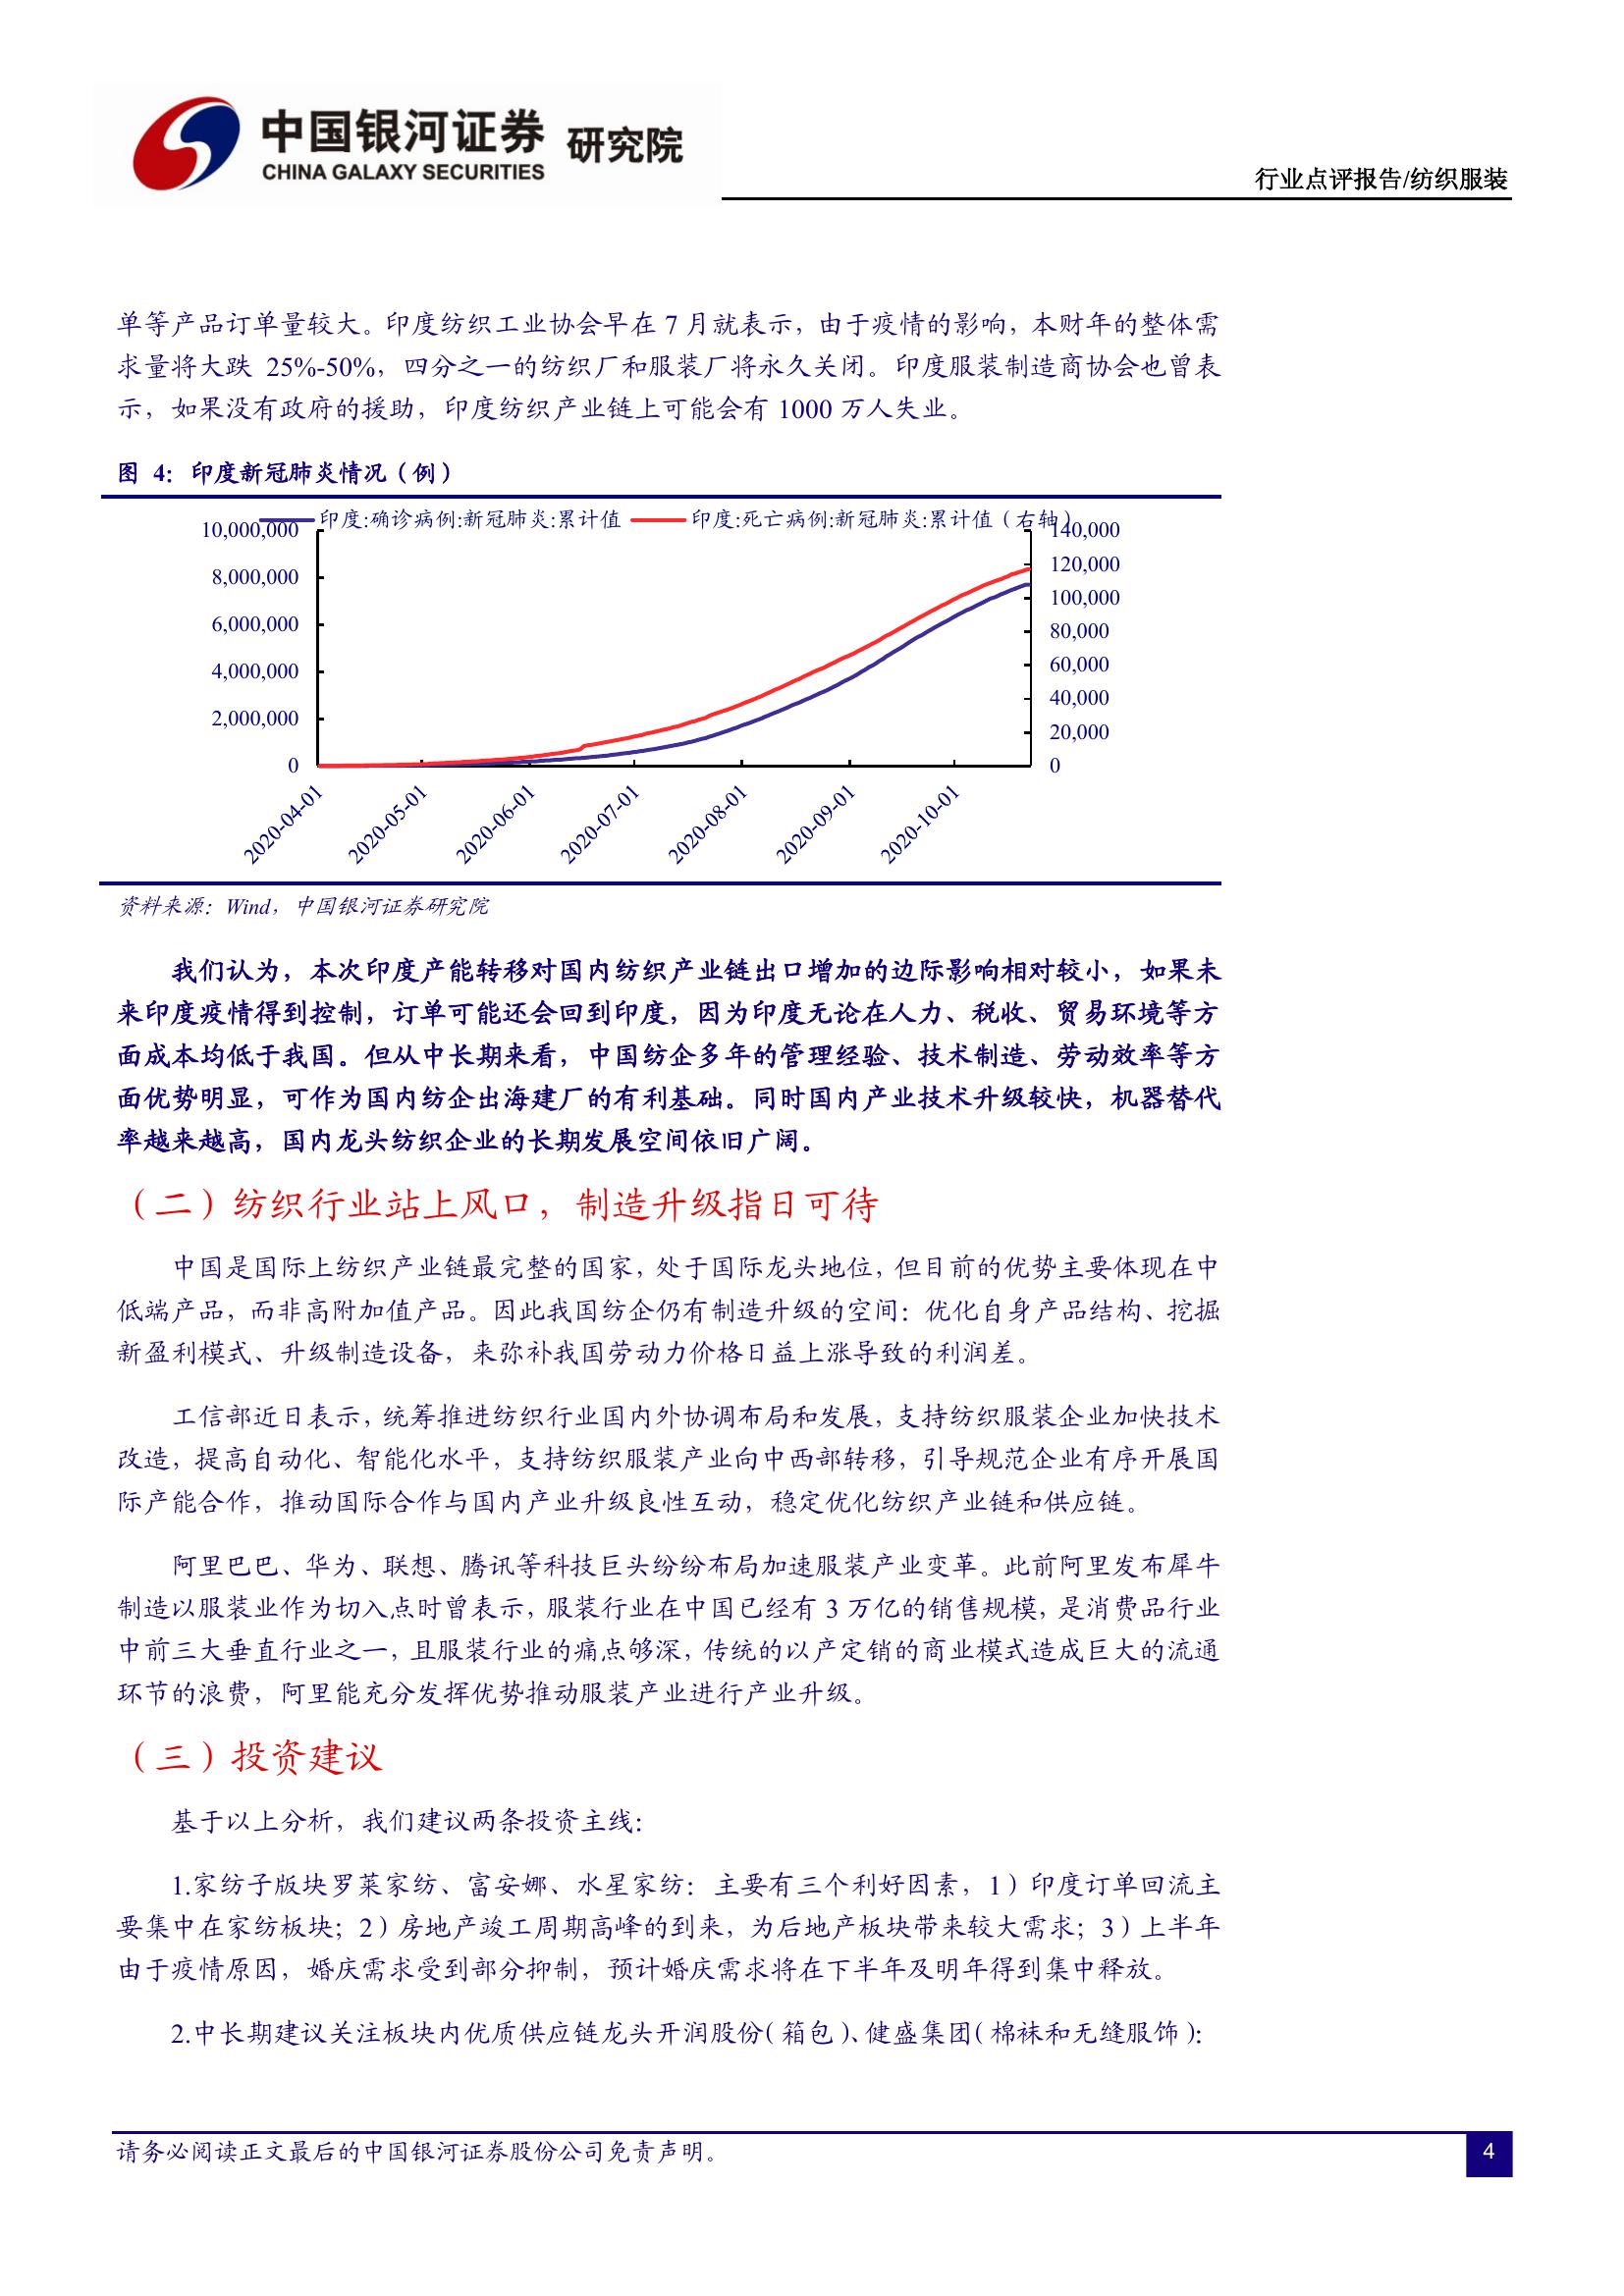 中国银河证券 研究院
CHINA GALAXY SECURITIES
行业点评报告/纺织服装
单等产品订单量较大。印度纺织工业协会早在 7 月就表示，由于疫情的影响，本财年的整体需
求量将大跌 25%-50%，四分之一的纺织厂和服装厂将永久关闭。印度服装制造商协会也曾表
示，如果没有政府的援助，印度纺织产业链上可能会有 1000 万人失业。
图 4：印度新冠肺炎情况（例）
印度:确诊病例:新冠肺炎:累计值 印度:死亡病例:新冠肺炎:累计值（右轴）
10,000,000 140,000
8,000,000 120,000
100,000
6,000,000 80,000
4,000,000 60,000
40,000
2,000,000 20,000
0 0
2020-04-01 2020-05-01 2020-06-01 2020-07-01 2020-08-01 2020-09-01 2020-10-01
资料来源：Wind，中国银河证券研究院
我们认为，本次印度产能转移对国内纺织产业链出口增加的边际影响相对较小，如果未
来印度疫情得到控制，订单可能还会回到印度，因为印度无论在人力、税收、贸易环境等方
面成本均低于我国。但从中长期来看，中国纺企多年的管理经验、技术制造、劳动效率等方
面优势明显，可作为国内纺企出海建厂的有利基础。同时国内产业技术升级较快，机器替代
率越来越高，国内龙头纺织企业的长期发展空间依旧广阔。
（二）纺织行业站上风口，制造升级指日可待
中国是国际上纺织产业链最完整的国家，处于国际龙头地位，但目前的优势主要体现在中
低端产品，而非高附加值产品。因此我国纺企仍有制造升级的空间：优化自身产品结构、挖掘
新盈利模式、升级制造设备，来弥补我国劳动力价格日益上涨导致的利润差。
工信部近日表示，统筹推进纺织行业国内外协调布局和发展，支持纺织服装企业加快技术
改造，提高自动化、智能化水平，支持纺织服装产业向中西部转移，引导规范企业有序开展国
际产能合作，推动国际合作与国内产业升级良性互动，稳定优化纺织产业链和供应链。
阿里巴巴、华为、联想、腾讯等科技巨头纷纷布局加速服装产业变革。此前阿里发布犀牛
制造以服装业作为切入点时曾表示，服装行业在中国已经有 3 万亿的销售规模，是消费品行业
中前三大垂直行业之一，且服装行业的痛点够深，传统的以产定销的商业模式造成巨大的流通
环节的浪费，阿里能充分发挥优势推动服装产业进行产业升级。
（三）投资建议
基于以上分析，我们建议两条投资主线：
1.家纺子版块罗莱家纺、富安娜、水星家纺：主要有三个利好因素，1）印度订单回流主
要集中在家纺板块；2）房地产竣工周期高峰的到来，为后地产板块带来较大需求；3）上半年
由于疫情原因，婚庆需求受到部分抑制，预计婚庆需求将在下半年及明年得到集中释放。
2.中长期建议关注板块内优质供应链龙头开润股份（箱包）、健盛集团（棉袜和无缝服饰）：
请务必阅读正文最后的中国银河证券股份公司免责声明。
4